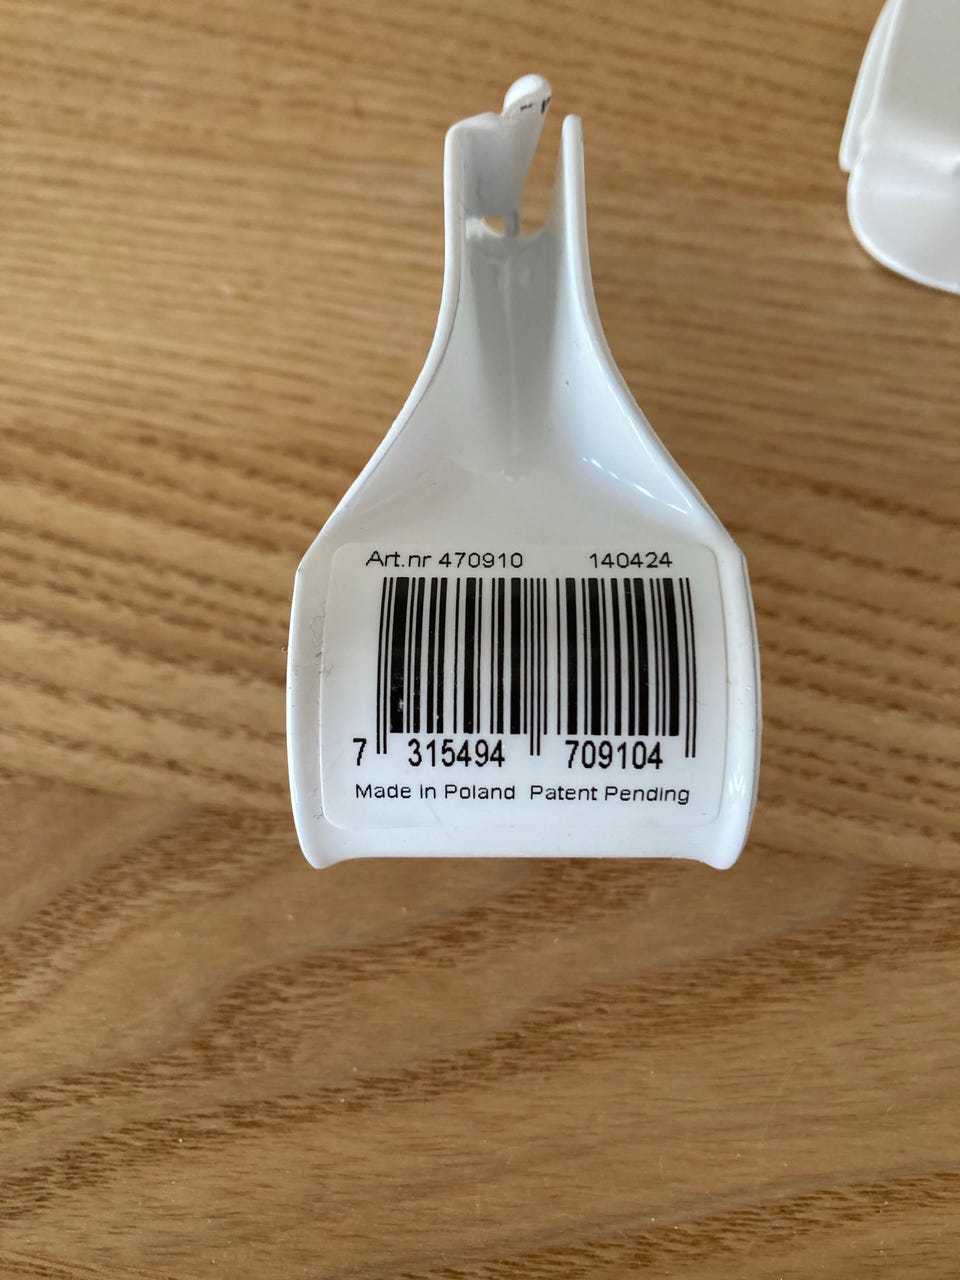 Art.nr 470910 140424
7 315494 709104
Made in Poland Patent Pending